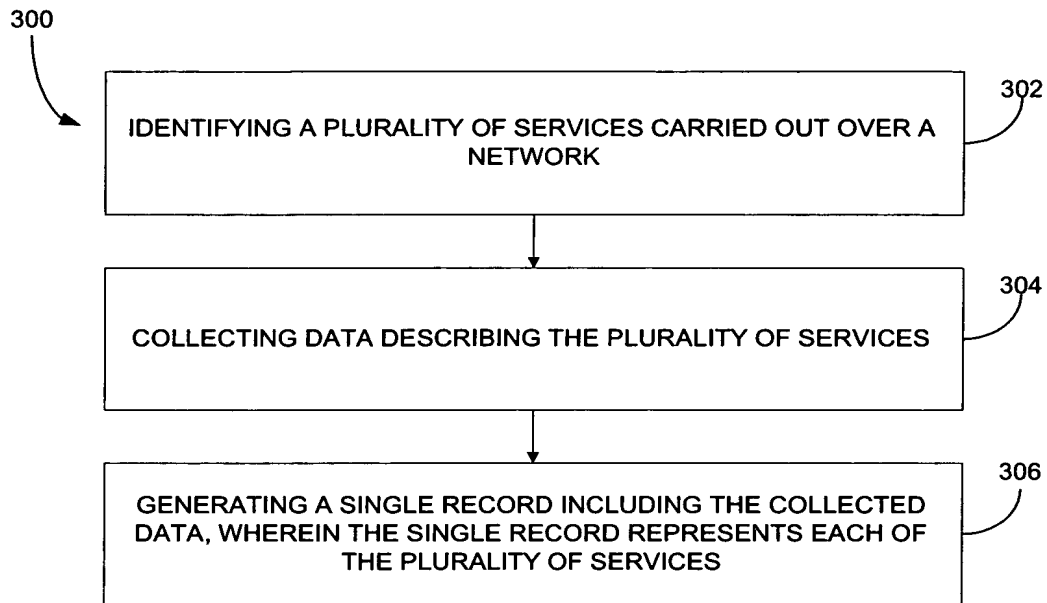 300
302
IDENTIFYING A PLURALITY OF SERVICES CARRIED OUT OVER A
NETWORK
304
COLLECTING DATA DESCRIBING THE PLURALITY OF SERVICES
306
GENERATING A SINGLE RECORD INCLUDING THE COLLECTED
DATA, WHEREIN THE SINGLE RECORD REPRESENTS EACH OF
THE PLURALITY OF SERVICES